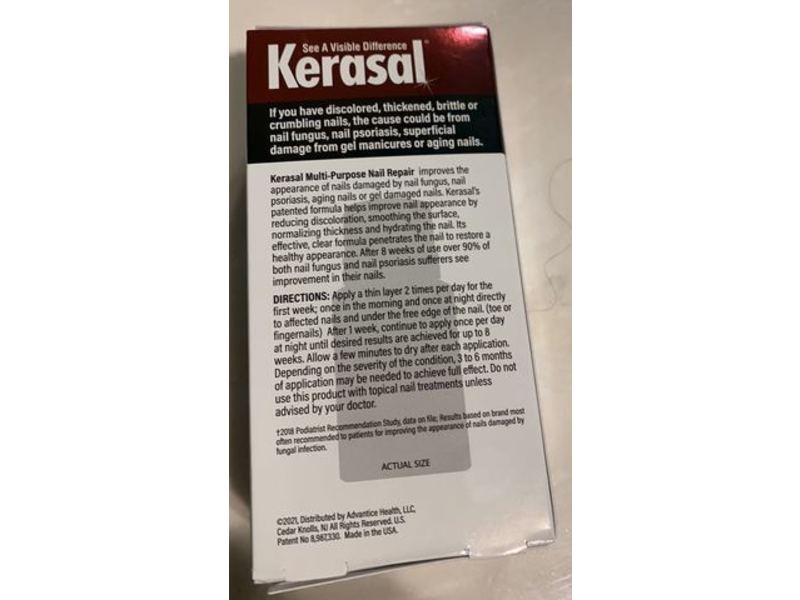 See A Visible Difference
Kerasal®
If you have discolored, thickened, brittle or
crumbling nails, the cause could be from
nail fungus, nail psoriasis, superficial
damage from gel manicures or aging nails.
Kerasal Multi-Purpose Nail Repair improves the
appearance of nails damaged by nail fungus, nail
psoriasis, aging nails or gel damaged nails. Kerasal's
patented formula helps improve nail appearance by
reducing discoloration, smoothing the surface,
normalizing thickness and hydrating the nail. Its
effective, clear formula penetrates the nail to restore a
healthy appearance. After 8 weeks of use over 90% of
both nail fungus and nail psoriasis sufferers see
improvement in their nails.
DIRECTIONS: Apply a thin layer 2 times per day for the
first week; once in the morning and once at night directly
to affected nails and under the free edge of the nail. (toe or
fingernails) After 1 week, continue to apply once per day
at night until desired results are achieved for up to 8
weeks. Allow a few minutes to dry after each application.
Depending on the severity of the condition, 3 to 6 months
of application may be needed to achieve full effect. Do not
use this product with topical nail treatments unless
advised by your doctor.
†2018 Podiatrist Recommendation Study, data on file; Results based on brand most
often recommended to patients for improving the appearance of nails damaged by
fungal infection.
ACTUAL SIZE
©2021, Distributed by Advantice Health, LLC,
Cedar Knolls, NJ All Rights Reserved. U.S.
Patent No 8,987,330. Made in the USA.